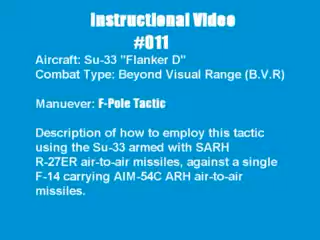 Instructional Video
#011
Aircraft: Su-33 "Flanker D"
Combat Type: Beyond Visual Range (B.V.R)
Manuever: F-Pole Tactic
Description of how to employ this tactic
using the Su-33 armed with SARH
R-27ER air-to-air missiles, against a single
F-14 carrying AIM-54C ARH air-to-air
missiles.